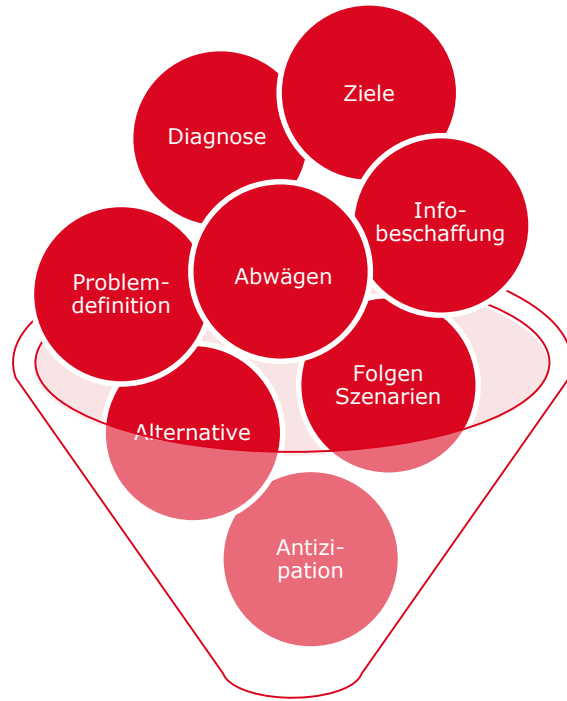 Ziele
Diagnose
Info-
beschaffung
Problem-
definition
Abwägen
Folgen
Szenarien
Alternative
Antizi-
pation